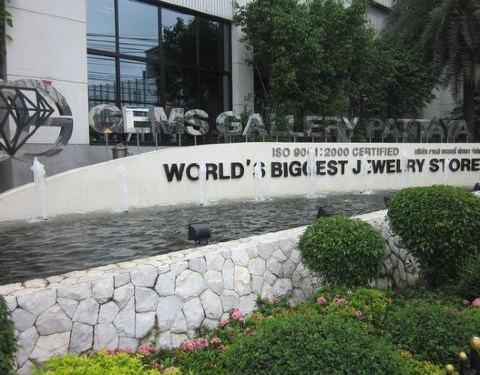 GEMS GALLERY PATTAYA
ISO 9001:2000 CERTIFIED
WORLD'S BIGGEST JEWELRY STORE